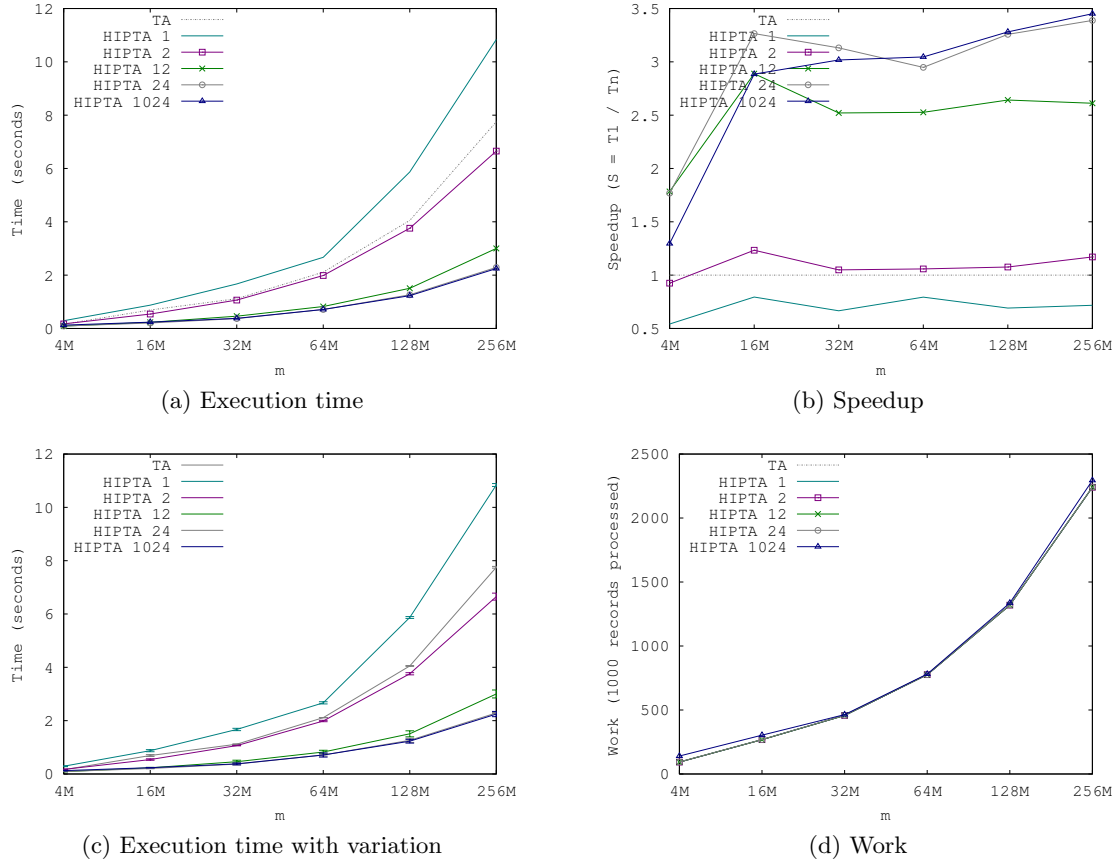 12
10
8
6
4
2
0
Time (seconds)
TA
HIPTA 1
HIPTA 2
HIPTA 12
HIPTA 24
HIPTA 1024
4M 16M 32M 64M 128M 256M
m
(a) Execution time
3.5
3
2.5
2
1.5
1
0.5
Speedup (S = T1 / Tn)
TA
HIPTA 1
HIPTA 2
HIPTA 12
HIPTA 24
HIPTA 1024
4M 16M 32M 64M 128M 256M
m
(b) Speedup
12
10
8
6
4
2
0
Time (seconds)
TA
HIPTA 1
HIPTA 2
HIPTA 12
HIPTA 24
HIPTA 1024
4M 16M 32M 64M 128M 256M
m
(c) Execution time with variation
2500
2000
1500
1000
500
0
Work (1000 records processed)
TA
HIPTA 1
HIPTA 2
HIPTA 12
HIPTA 24
HIPTA 1024
4M 16M 32M 64M 128M 256M
m
(d) Work